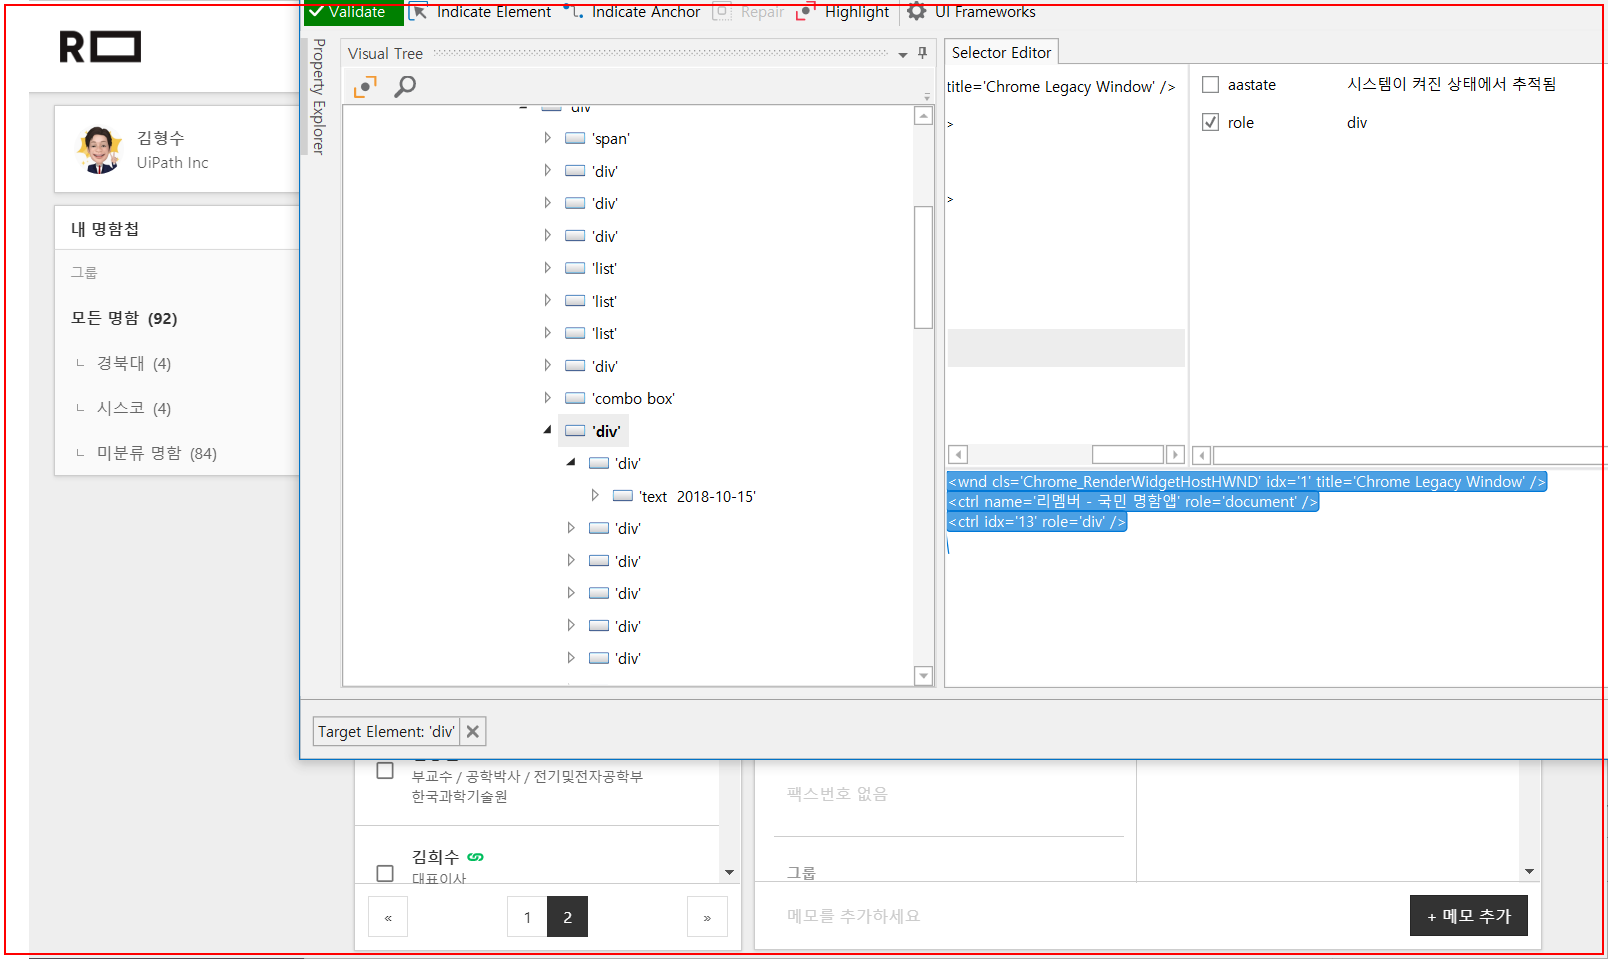 R
김형수
UiPath Inc
내 명함첩
그룹
모든 명함 (92)
ㄴ 경북대 (4)
ㄴ 시스코 (4)
ㄴ 미분류 명함 (84)
Validate
Indicate Element
Indicate Anchor
Repair
Highlight
UI Frameworks
Property Explorer
Visual Tree
div
'span'
'div'
'div'
'div'
'list'
'list'
'list'
'div'
'combo box'
'div'
'div'
'text 2018-10-15'
'div'
'div'
'div'
'div'
'div'
Selector Editor
title='Chrome Legacy Window' />
>
>
aastate 시스템이 켜진 상태에서 추적됨
role div
<wnd cls='Chrome_RenderWidgetHostHWND' idx='1' title='Chrome Legacy Window' />
<ctrl name='리멤버 - 국민 명함앱' role='document' />
<ctrl idx='13' role='div' />
Target Element: 'div'
부교수 / 공학박사 / 전기및전자공학부
한국과학기술원
김희수
대표이사
« 1 2 »
팩스번호 없음
그룹
메모를 추가하세요
+ 메모 추가